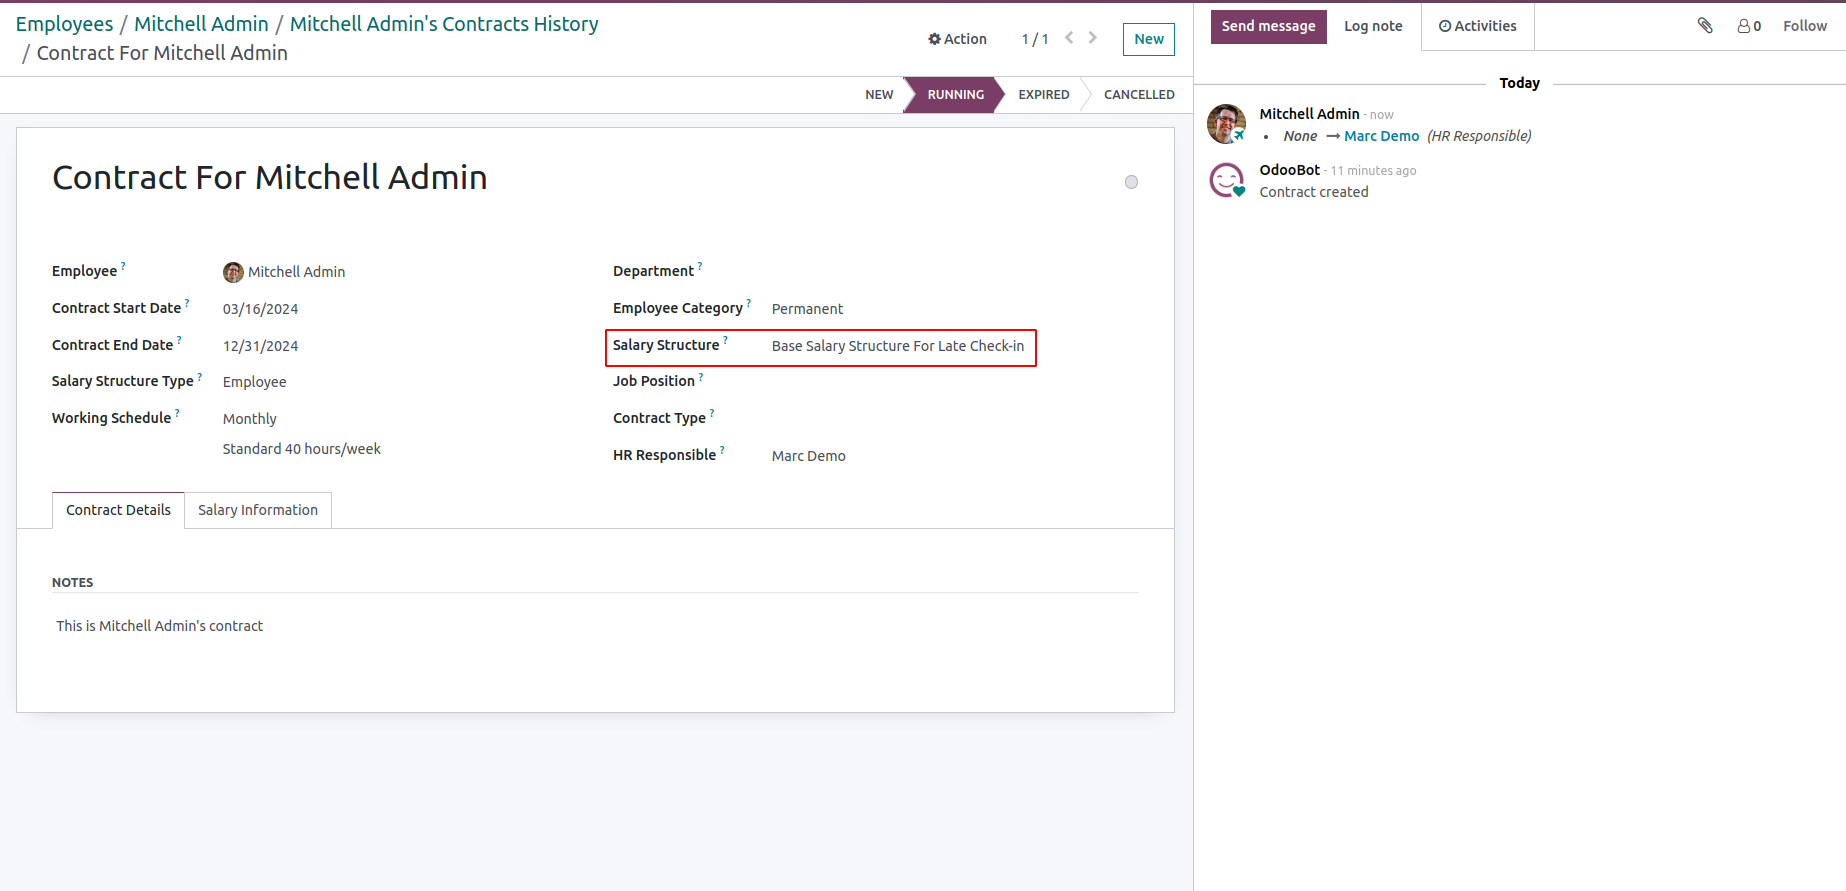 Employees / Mitchell Admin / Mitchell Admin's Contracts History
/ Contract For Mitchell Admin
Action
1 / 1
New
NEW RUNNING EXPIRED CANCELLED
Contract For Mitchell Admin
Employee ? Mitchell Admin
Contract Start Date ? 03/16/2024
Contract End Date ? 12/31/2024
Salary Structure Type ? Employee
Working Schedule ? Monthly
Standard 40 hours/week
Department ?
Employee Category ? Permanent
Salary Structure ? Base Salary Structure For Late Check-in
Job Position ?
Contract Type ?
HR Responsible ? Marc Demo
Contract Details Salary Information
NOTES
This is Mitchell Admin's contract
Send message Log note Activities 0 Follow
Today
Mitchell Admin - now
• None → Marc Demo (HR Responsible)
OdooBot - 11 minutes ago
Contract created